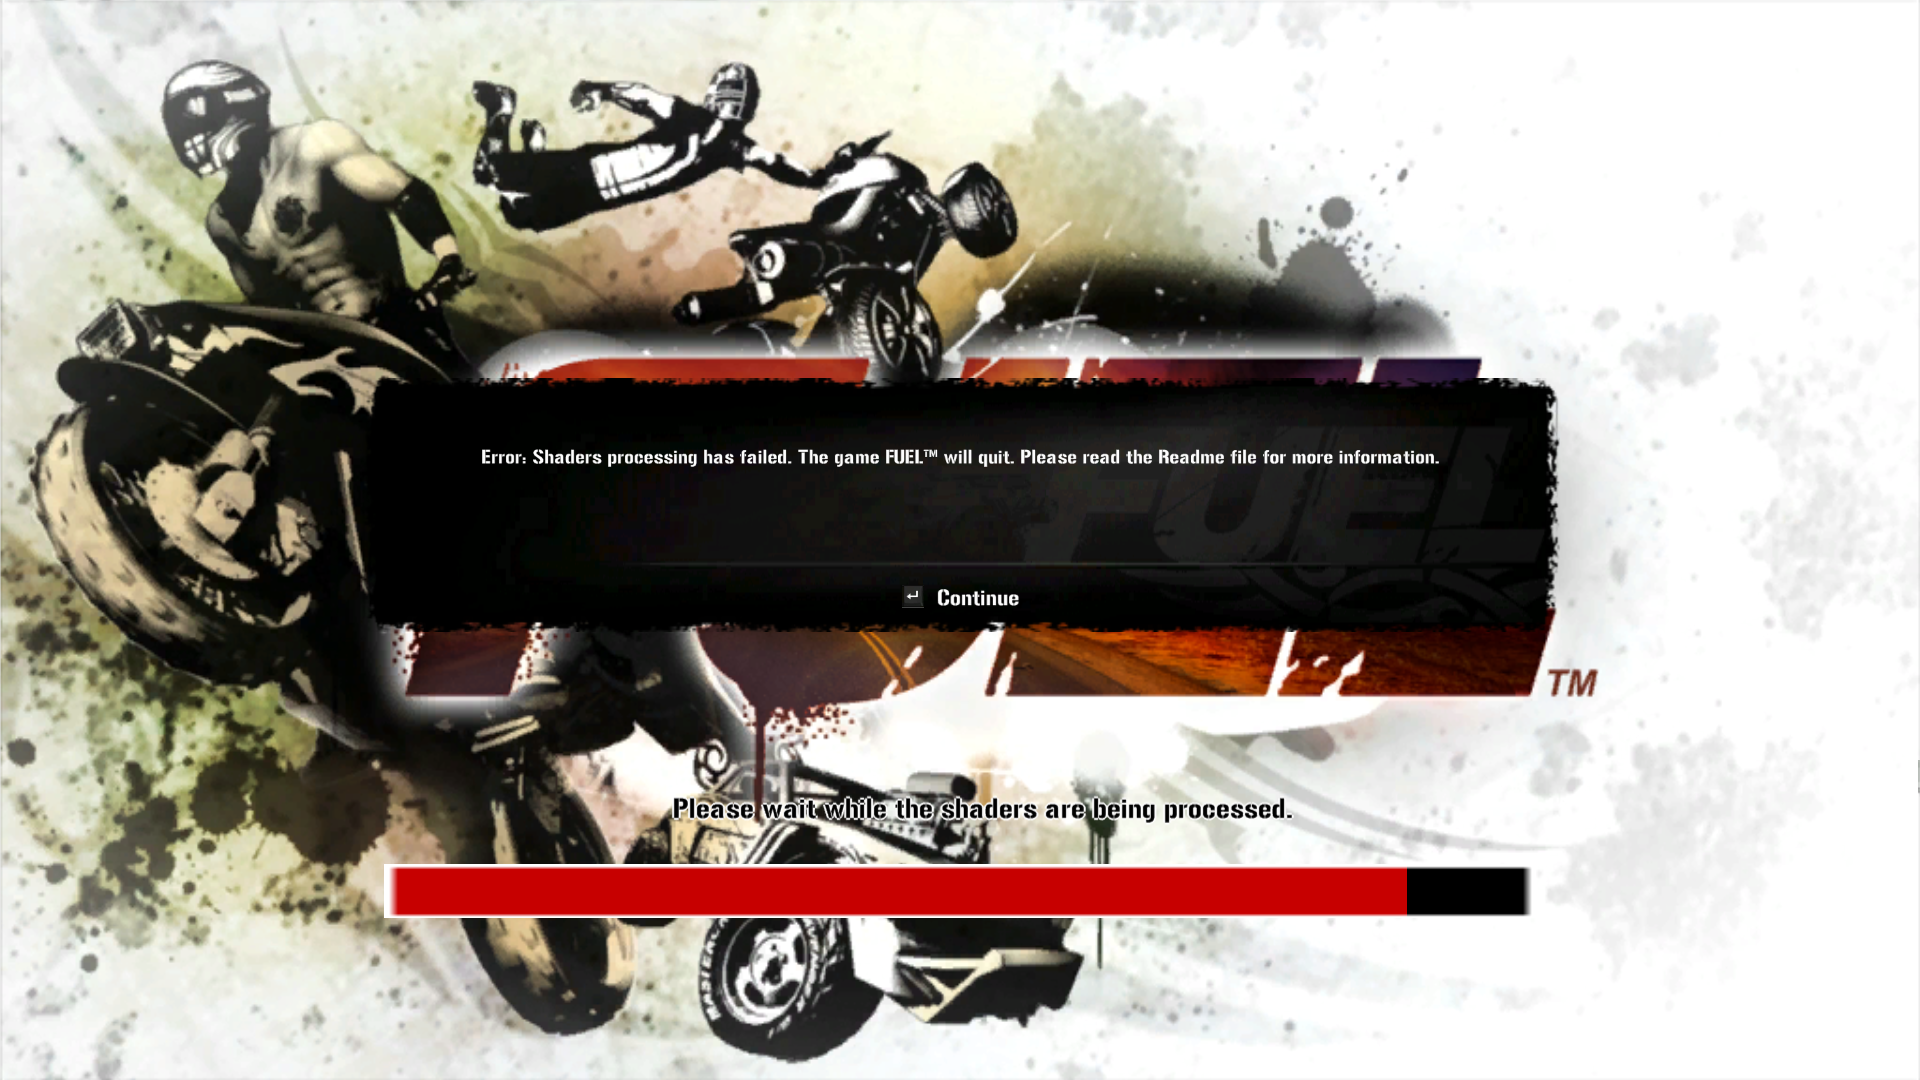 Error: Shaders processing has failed. The game FUEL™ will quit. Please read the Readme file for more information.
FUEL
↵ Continue
TM
Please wait while the shaders are being processed.